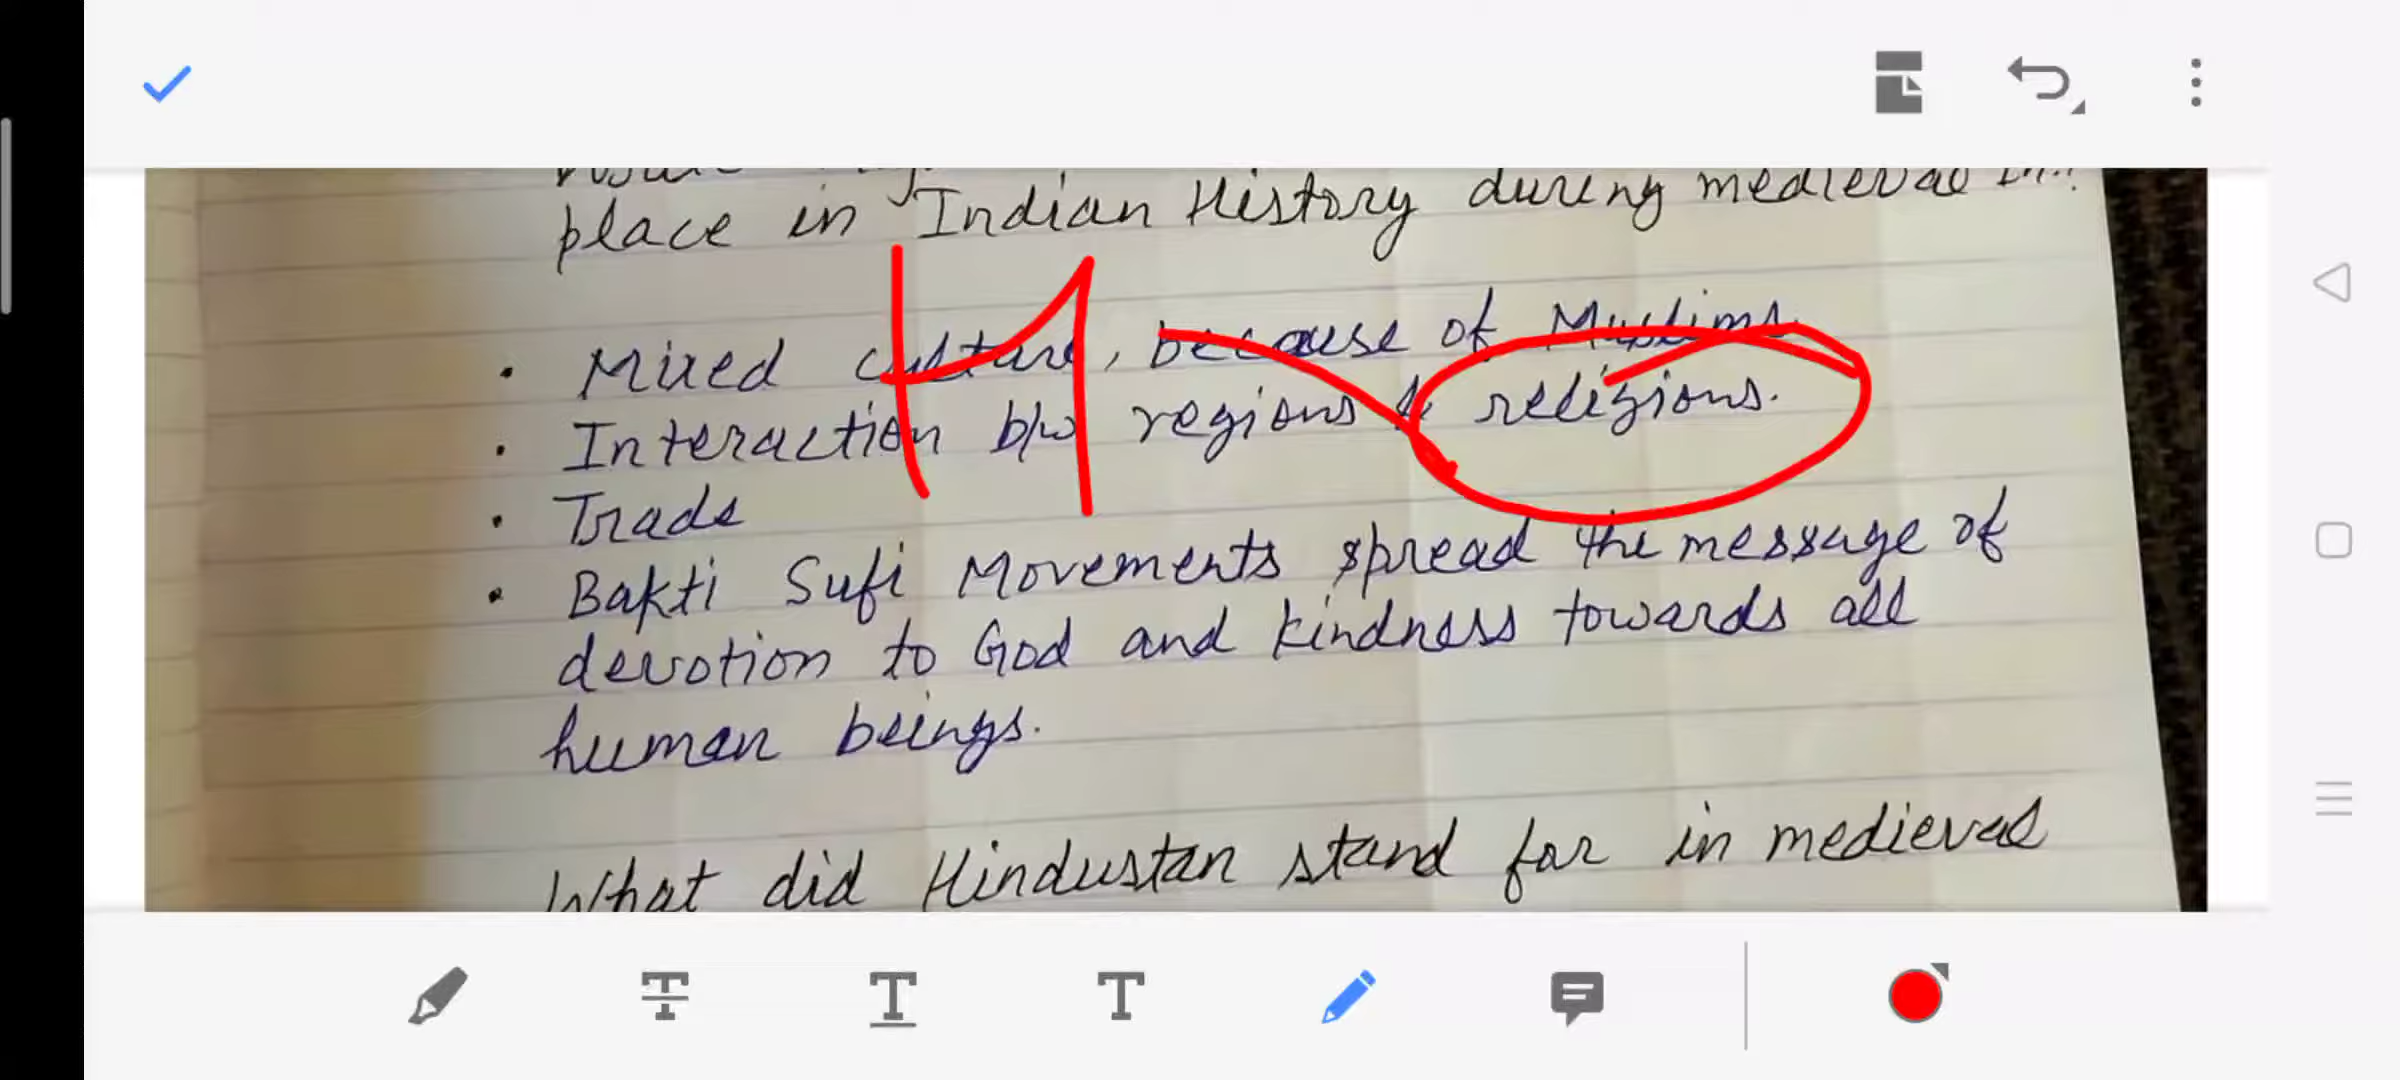 place in Indian History during medieval
• Mixed culture, because of Muslims.
• Interaction b/w regions & religions.
• Trade
• Bakti Sufi Movements spread the message of
devotion to God and kindness towards all
human beings.
What did Hindustan stand for in medieval